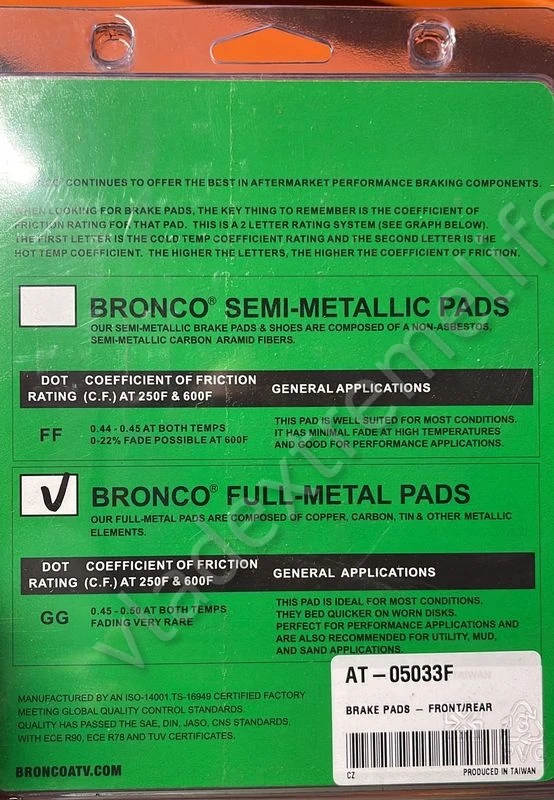 CONTINUES TO OFFER THE BEST IN AFTERMARKET PERFORMANCE BRAKING COMPONENTS.
WHEN LOOKING FOR BRAKE PADS, THE KEY THING TO REMEMBER IS THE COEFFICIENT OF
FRICTION RATING FOR THAT PAD. THIS IS A 2 LETTER RATING SYSTEM (SEE GRAPH BELOW).
THE FIRST LETTER IS THE COLD TEMP COEFFICIENT RATING AND THE SECOND LETTER IS THE
HOT TEMP COEFFICIENT. THE HIGHER THE LETTERS, THE HIGHER THE COEFFICIENT OF FRICTION.
BRONCO® SEMI-METALLIC PADS
OUR SEMI-METALLIC BRAKE PADS & SHOES ARE COMPOSED OF A NON-ASBESTOS,
SEMI-METALLIC CARBON ARAMID FIBERS.
DOT COEFFICIENT OF FRICTION GENERAL APPLICATIONS
RATING (C.F.) AT 250F & 600F
FF
0.44 - 0.45 AT BOTH TEMPS
0-22% FADE POSSIBLE AT 600F
THIS PAD IS WELL SUITED FOR MOST CONDITIONS.
IT HAS MINIMAL FADE AT HIGH TEMPERATURES
AND GOOD FOR PERFORMANCE APPLICATIONS.
BRONCO® FULL-METAL PADS
OUR FULL-METAL PADS ARE COMPOSED OF COPPER, CARBON, TIN & OTHER METALLIC
ELEMENTS.
DOT COEFFICIENT OF FRICTION GENERAL APPLICATIONS
RATING (C.F.) AT 250F & 600F
GG
0.45 - 0.50 AT BOTH TEMPS
FADING VERY RARE
THIS PAD IS IDEAL FOR MOST CONDITIONS.
THEY BED QUICKER ON WORN DISKS.
PERFECT FOR PERFORMANCE APPLICATIONS AND
ARE ALSO RECOMMENDED FOR UTILITY, MUD,
AND SAND APPLICATIONS.
MANUFACTURED BY AN ISO-14001,TS-16949 CERTIFIED FACTORY
MEETING GLOBAL QUALITY CONTROL STANDARDS.
QUALITY HAS PASSED THE SAE, DIN, JASO, CNS STANDARDS,
WITH ECE R90, ECE R78 AND TUV CERTIFICATES.
BRONCOATV.COM
AT-05033F
BRAKE PADS - FRONT/REAR
CZ PRODUCED IN TAIWAN
vladextremallife